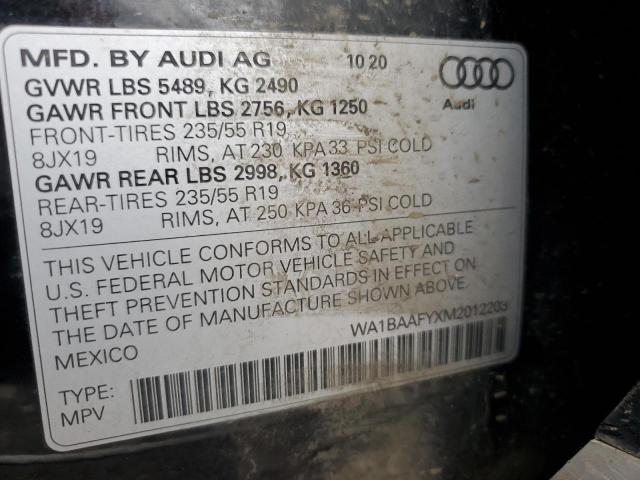 MFD. BY AUDI AG 10 20
GVWR LBS 5489, KG 2490
GAWR FRONT LBS 2756, KG 1250
Audi
FRONT-TIRES 235/55 R19
8JX19 RIMS, AT 230 KPA 33 PSI COLD
GAWR REAR LBS 2998, KG 1360
REAR-TIRES 235/55 R19
8JX19 RIMS, AT 250 KPA 36 PSI COLD
THIS VEHICLE CONFORMS TO ALL APPLICABLE
U.S. FEDERAL MOTOR VEHICLE SAFETY AND
THEFT PREVENTION STANDARDS IN EFFECT ON
THE DATE OF MANUFACTURE SHOWN ABOVE.
MEXICO WA1BAAFYXM2012203
TYPE:
MPV